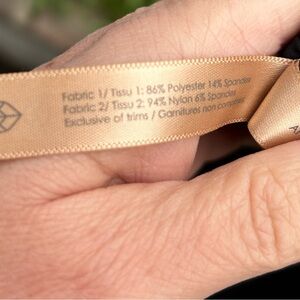 Fabric 1/ Tissu 1: 86% Polyester 14% Spandex
Fabric 2/ Tissu 2: 94% Nylon 6% Spandex
Exclusive of trims / Garnitures non comprises